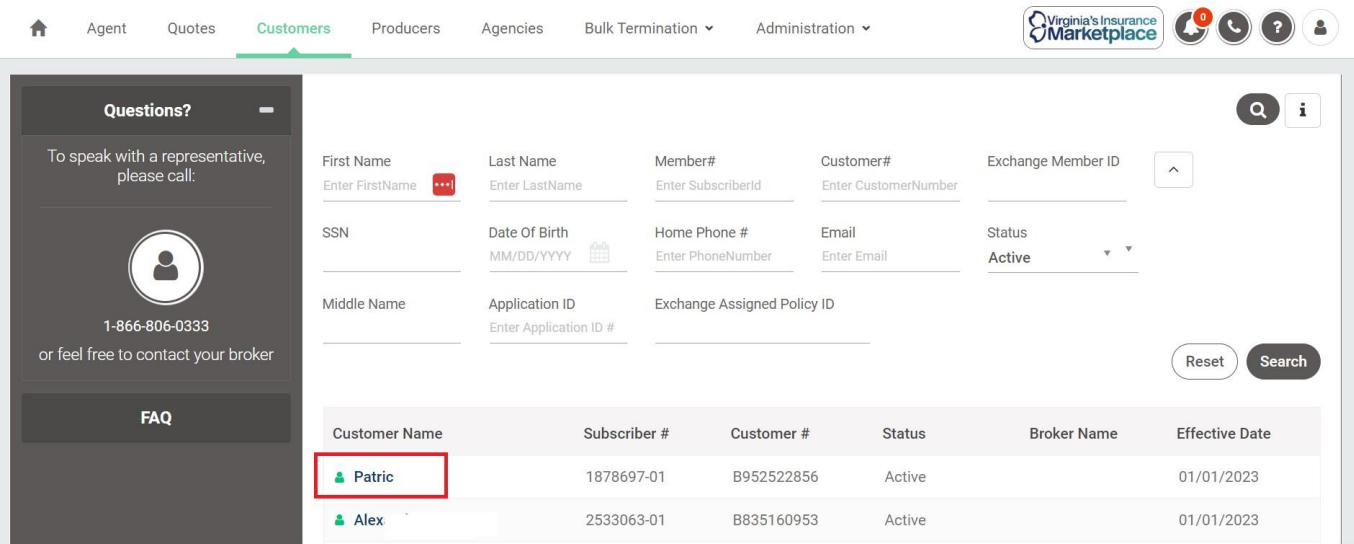 Agent Quotes Customers Producers Agencies Bulk Termination Administration
Virginia's Insurance
Marketplace
0
?
Questions?
To speak with a representative,
please call:
1-866-806-0333
or feel free to contact your broker
FAQ
i
First Name Last Name Member# Customer# Exchange Member ID
Enter FirstName Enter LastName Enter SubscriberId Enter CustomerNumber
SSN Date Of Birth Home Phone # Email Status
MM/DD/YYYY Enter PhoneNumber Enter Email Active
Middle Name Application ID Exchange Assigned Policy ID
Enter Application ID #
Reset Search
Customer Name Subscriber # Customer # Status Broker Name Effective Date
Patric 1878697-01 B952522856 Active 01/01/2023
Alex 2533063-01 B835160953 Active 01/01/2023